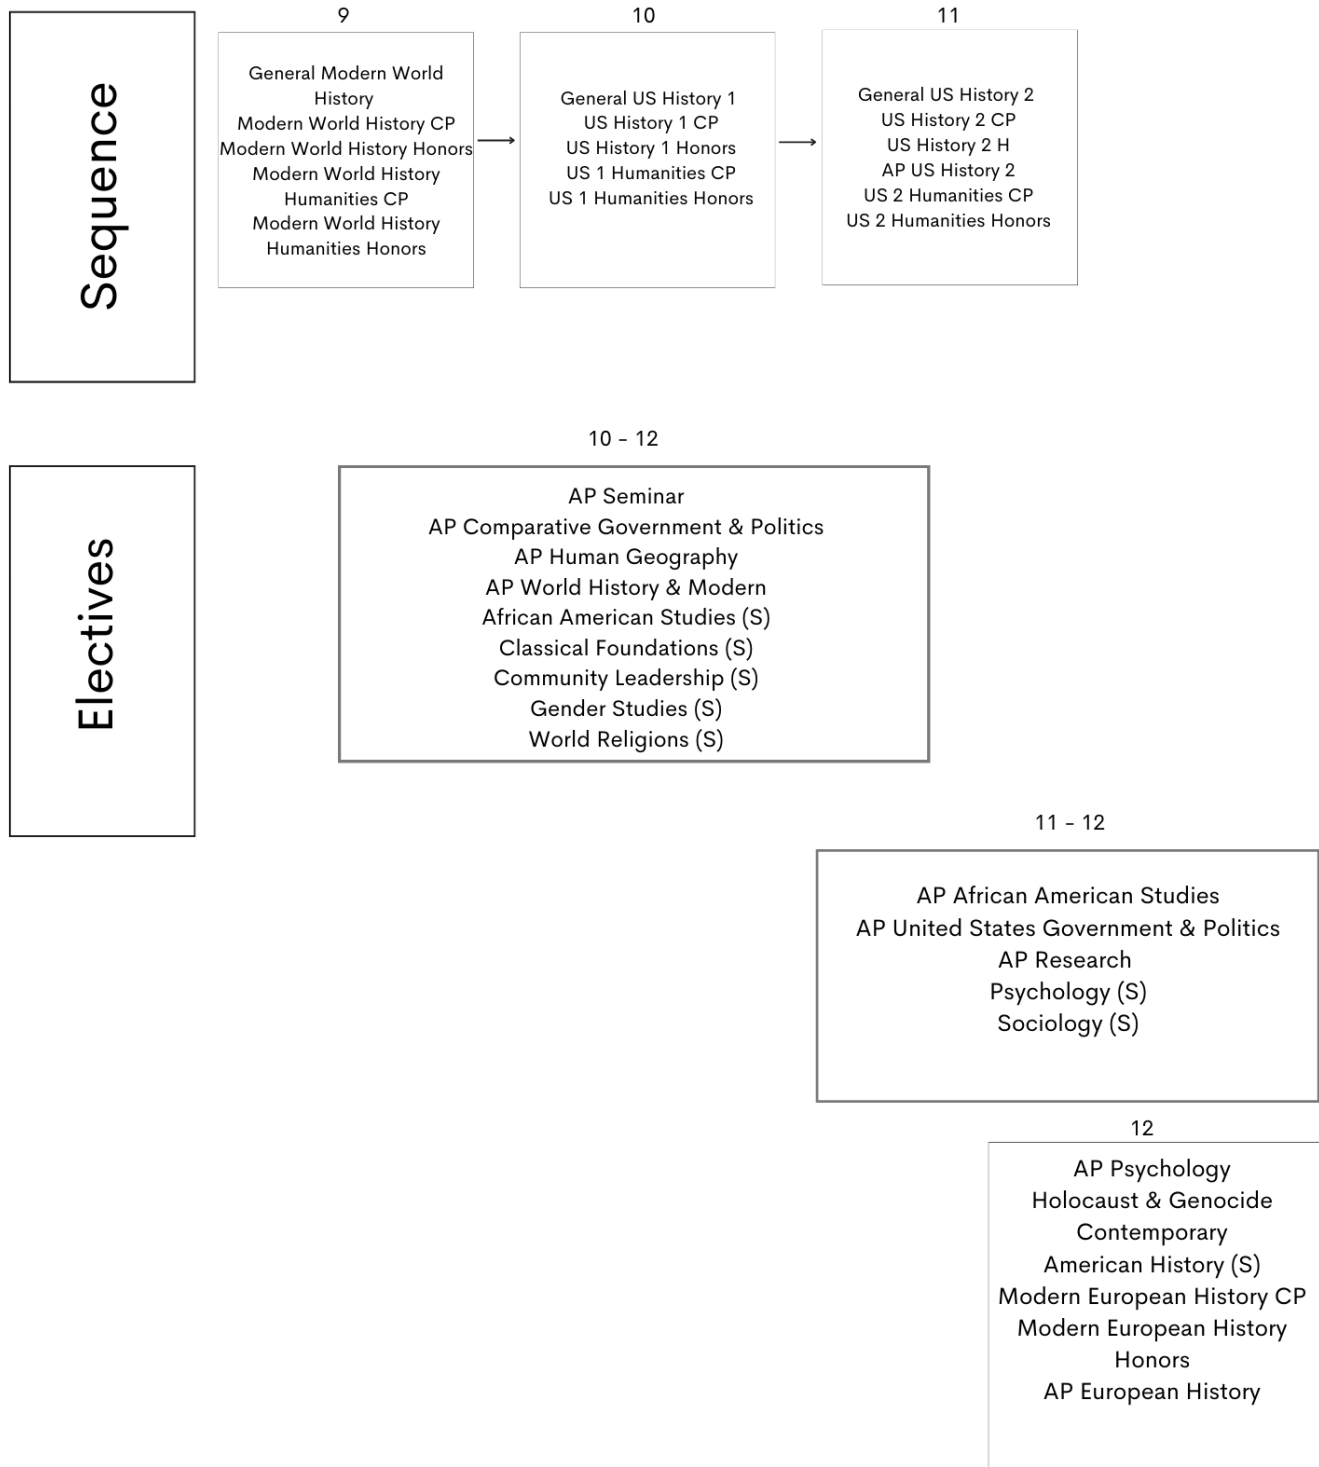 Sequence
9
General Modern World
History
Modern World History CP
Modern World History Honors
Modern World History
Humanities CP
Modern World History
Humanities Honors
10
General US History 1
US History 1 CP
US History 1 Honors
US 1 Humanities CP
US 1 Humanities Honors
11
General US History 2
US History 2 CP
US History 2 H
AP US History 2
US 2 Humanities CP
US 2 Humanities Honors
Electives
10 - 12
AP Seminar
AP Comparative Government & Politics
AP Human Geography
AP World History & Modern
African American Studies (S)
Classical Foundations (S)
Community Leadership (S)
Gender Studies (S)
World Religions (S)
11 - 12
AP African American Studies
AP United States Government & Politics
AP Research
Psychology (S)
Sociology (S)
12
AP Psychology
Holocaust & Genocide
Contemporary
American History (S)
Modern European History CP
Modern European History
Honors
AP European History